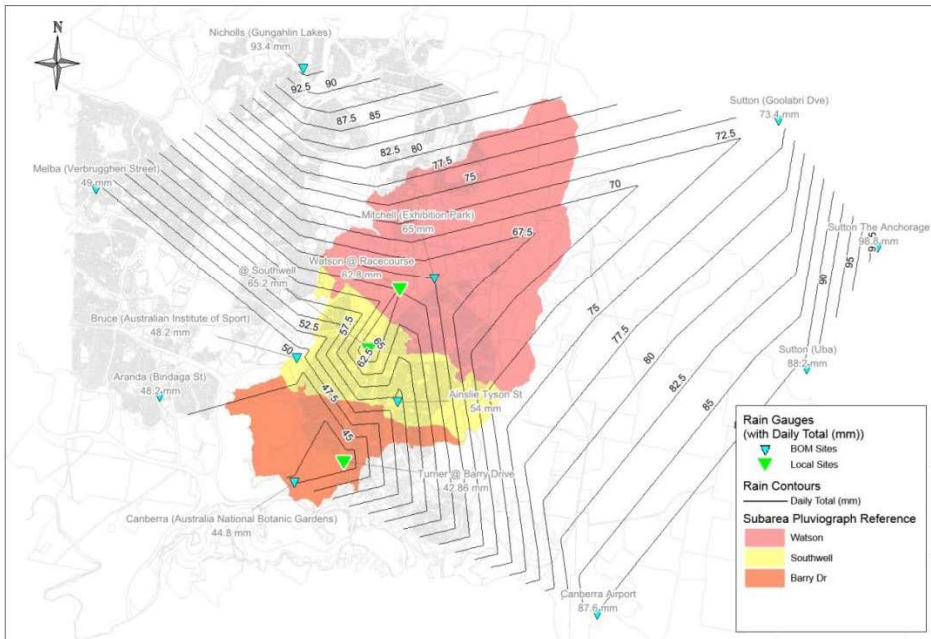 N
Nicholls (Gungahlin Lakes)
93.4 mm
92.5
90
87.5
85
82.5
80
77.5
75
72.5
70
67.5
Sutton (Goolabri Dve)
73.4 mm
Melba (Verbrugghen Street)
49 mm
Mitchell (Exhibition Park)
65 mm
Watson @ Racecourse
62.8 mm
@ Southwell
65.2 mm
Sutton The Anchorage
98.8 mm
97.5
95
90
Bruce (Australian Institute of Sport)
48.2 mm
52.5
57.5
65
62.5
50
47.5
45
75
77.5
80
82.5
85
Sutton (Uba)
88.2 mm
Aranda (Bindaga St)
48.2 mm
Ainslie Tyson St
54 mm
Turner @ Barry Drive
42.86 mm
Canberra (Australia National Botanic Gardens)
44.8 mm
Canberra Airport
87.6 mm
Rain Gauges
(with Daily Total (mm))
BOM Sites
Local Sites
Rain Contours
Daily Total (mm)
Subarea Pluviograph Reference
Watson
Southwell
Barry Dr